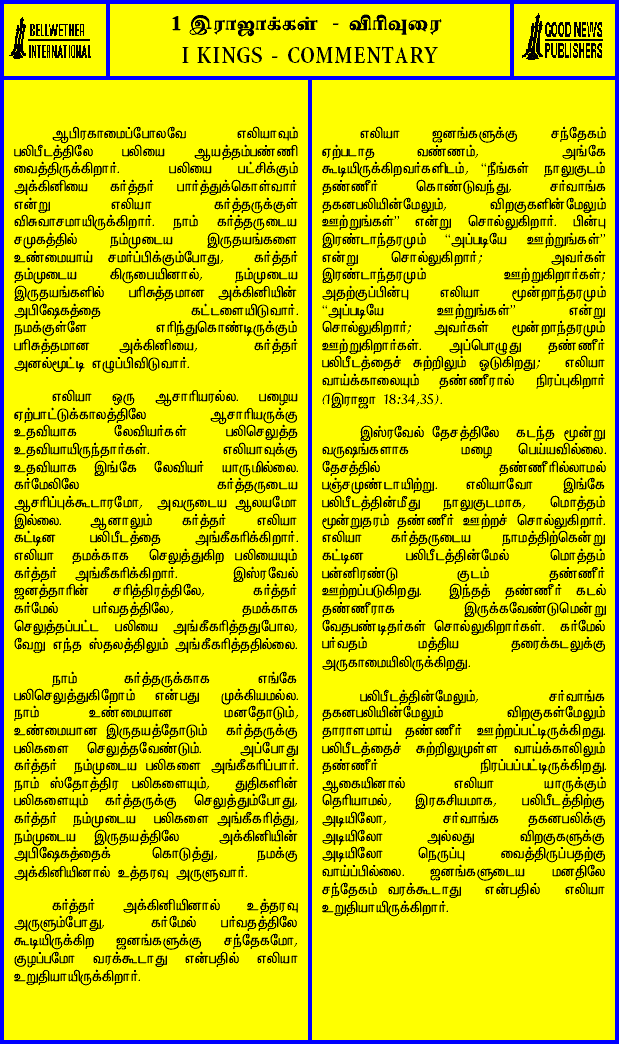 BELLWETHER
INTERNATIONAL
1 இராஜாக்கள் - விரிவுரை
I KINGS - COMMENTARY
GOOD NEWS
PUBLISHERS
ஆபிரகாமைப்போலவே எலியாவும்
பலிபீடத்திலே பலியை ஆயத்தம்பண்ணி
வைத்திருக்கிறார். பலியை பட்சிக்கும்
அக்கினியை கர்த்தர் பார்த்துக்கொள்வார்
என்று எலியா கர்த்தருக்குள்
விசுவாசமாயிருக்கிறார். நாம் கர்த்தருடைய
சமுகத்தில் நம்முடைய இருதயங்களை
உண்மையாய் சமர்ப்பிக்கும்போது, கர்த்தர்
தம்முடைய கிருபையினால், நம்முடைய
இருதயங்களில் பரிசுத்தமான அக்கினியின்
அபிஷேகத்தை கட்டளையிடுவார்.
நமக்குள்ளே எரிந்துகொண்டிருக்கும்
பரிசுத்தமான அக்கினியை, கர்த்தர்
அனல்மூட்டி எழுப்பிவிடுவார்.
எலியா ஒரு ஆசாரியரல்ல. பழைய
ஏற்பாட்டுக்காலத்திலே ஆசாரியருக்கு
உதவியாக லேவியர்கள் பலிசெலுத்த
உதவியாயிருந்தார்கள். எலியாவுக்கு
உதவியாக இங்கே லேவியர் யாருமில்லை.
கர்மேலிலே கர்த்தருடைய
ஆசரிப்புக்கூடாரமோ, அவருடைய ஆலயமோ
இல்லை. ஆனாலும் கர்த்தர் எலியா
கட்டின பலிபீடத்தை அங்கீகரிக்கிறார்.
எலியா தமக்காக செலுத்துகிற பலியையும்
கர்த்தர் அங்கீகரிக்கிறார். இஸ்ரவேல்
ஜனத்தாரின் சரித்திரத்திலே, கர்த்தர்
கர்மேல் பர்வதத்திலே, தமக்காக
செலுத்தப்பட்ட பலியை அங்கீகரித்ததுபோல,
வேறு எந்த ஸ்தலத்திலும் அங்கீகரித்ததில்லை.
நாம் கர்த்தருக்காக எங்கே
பலிசெலுத்துகிறோம் என்பது முக்கியமல்ல.
நாம் உண்மையான மனதோடும்,
உண்மையான இருதயத்தோடும் கர்த்தருக்கு
பலிகளை செலுத்தவேண்டும். அப்போது
கர்த்தர் நம்முடைய பலிகளை அங்கீகரிப்பார்.
நாம் ஸ்தோத்திர பலிகளையும், துதிகளின்
பலிகளையும் கர்த்தருக்கு செலுத்தும்போது,
கர்த்தர் நம்முடைய பலிகளை அங்கீகரித்து,
நம்முடைய இருதயத்திலே அக்கினியின்
அபிஷேகத்தைக் கொடுத்து, நமக்கு
அக்கினியினால் உத்தரவு அருளுவார்.
கர்த்தர் அக்கினியினால் உத்தரவு
அருளும்போது, கர்மேல் பர்வதத்திலே
கூடியிருக்கிற ஜனங்களுக்கு சந்தேகமோ,
குழப்பமோ வரக்கூடாது என்பதில் எலியா
உறுதியாயிருக்கிறார்.
எலியா ஜனங்களுக்கு சந்தேகம்
ஏற்படாத வண்ணம், அங்கே
கூடியிருக்கிறவர்களிடம், “நீங்கள் நாலுகுடம்
தண்ணீர் கொண்டுவந்து, சர்வாங்க
தகனபலியின்மேலும், விறகுகளின்மேலும்
ஊற்றுங்கள்” என்று சொல்லுகிறார். பின்பு
இரண்டாந்தரமும் “அப்படியே ஊற்றுங்கள்”
என்று சொல்லுகிறார்; அவர்கள்
இரண்டாந்தரமும் ஊற்றுகிறார்கள்;
அதற்குப்பின்பு எலியா மூன்றாந்தரமும்
“அப்படியே ஊற்றுங்கள்” என்று
சொல்லுகிறார்; அவர்கள் மூன்றாந்தரமும்
ஊற்றுகிறார்கள். அப்பொழுது தண்ணீர்
பலிபீடத்தைச் சுற்றிலும் ஓடுகிறது; எலியா
வாய்க்காலையும் தண்ணீரால் நிரப்புகிறார்
(1இராஜா 18:34,35).
இஸ்ரவேல் தேசத்திலே கடந்த மூன்று
வருஷங்களாக மழை பெய்யவில்லை.
தேசத்தில் தண்ணீரில்லாமல்
பஞ்சமுண்டாயிற்று. எலியாவோ இங்கே
பலிபீடத்தின்மீது நாலுகுடமாக, மொத்தம்
மூன்றுதரம் தண்ணீர் ஊற்றச் சொல்லுகிறார்.
எலியா கர்த்தருடைய நாமத்திற்கென்று
கட்டின பலிபீடத்தின்மேல் மொத்தம்
பன்னிரண்டு குடம் தண்ணீர்
ஊற்றப்படுகிறது. இந்தத் தண்ணீர் கடல்
தண்ணீராக இருக்கவேண்டுமென்று
வேதபண்டிதர்கள் சொல்லுகிறார்கள். கர்மேல்
பர்வதம் மத்திய தரைக்கடலுக்கு
அருகாமையிலிருக்கிறது.
பலிபீடத்தின்மேலும், சர்வாங்க
தகனபலியின்மேலும் விறகுகள்மேலும்
தாராளமாய் தண்ணீர் ஊற்றப்பட்டிருக்கிறது.
பலிபீடத்தைச் சுற்றிலுமுள்ள வாய்க்காலிலும்
தண்ணீர் நிரப்பப்பட்டிருக்கிறது.
ஆகையினால் எலியா யாருக்கும்
தெரியாமல், இரகசியமாக, பலிபீடத்திற்கு
அடியிலோ, சர்வாங்க தகனபலிக்கு
அடியிலோ அல்லது விறகுகளுக்கு
அடியிலோ நெருப்பு வைத்திருப்பதற்கு
வாய்ப்பில்லை. ஜனங்களுடைய மனதிலே
சந்தேகம் வரக்கூடாது என்பதில் எலியா
உறுதியாயிருக்கிறார்.